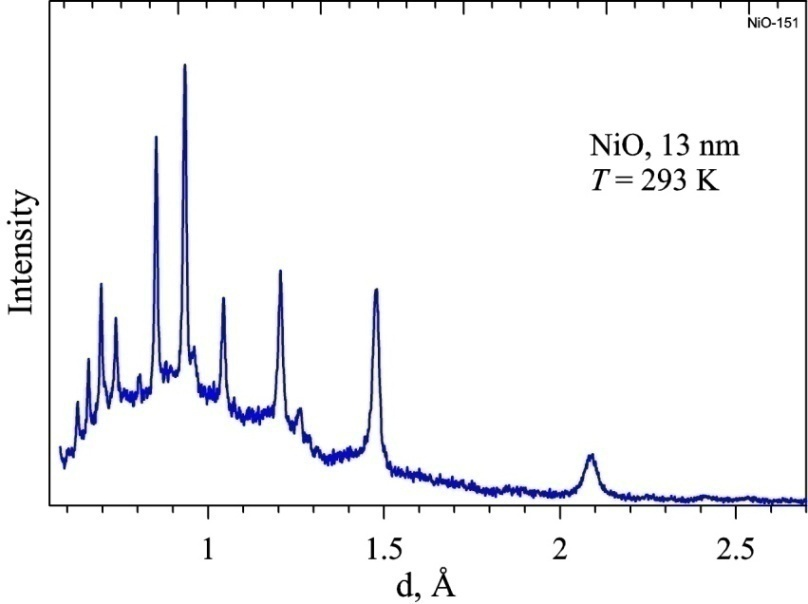 NiO-151
NiO, 13 nm
T = 293 K
Intensity
1 1.5 2 2.5
d, Å